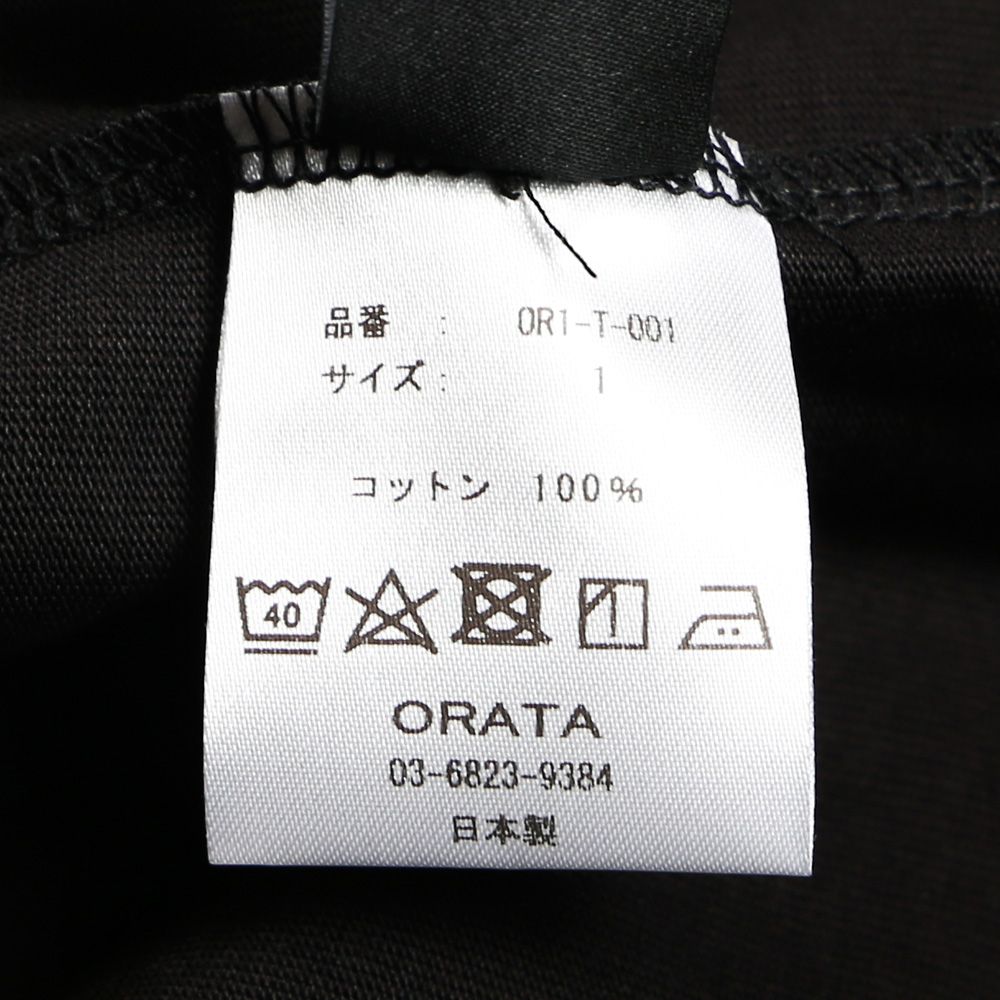 品番 : OR1-T-001
サイズ: 1
コットン 100%
40
ORATA
03-6823-9384
日本製